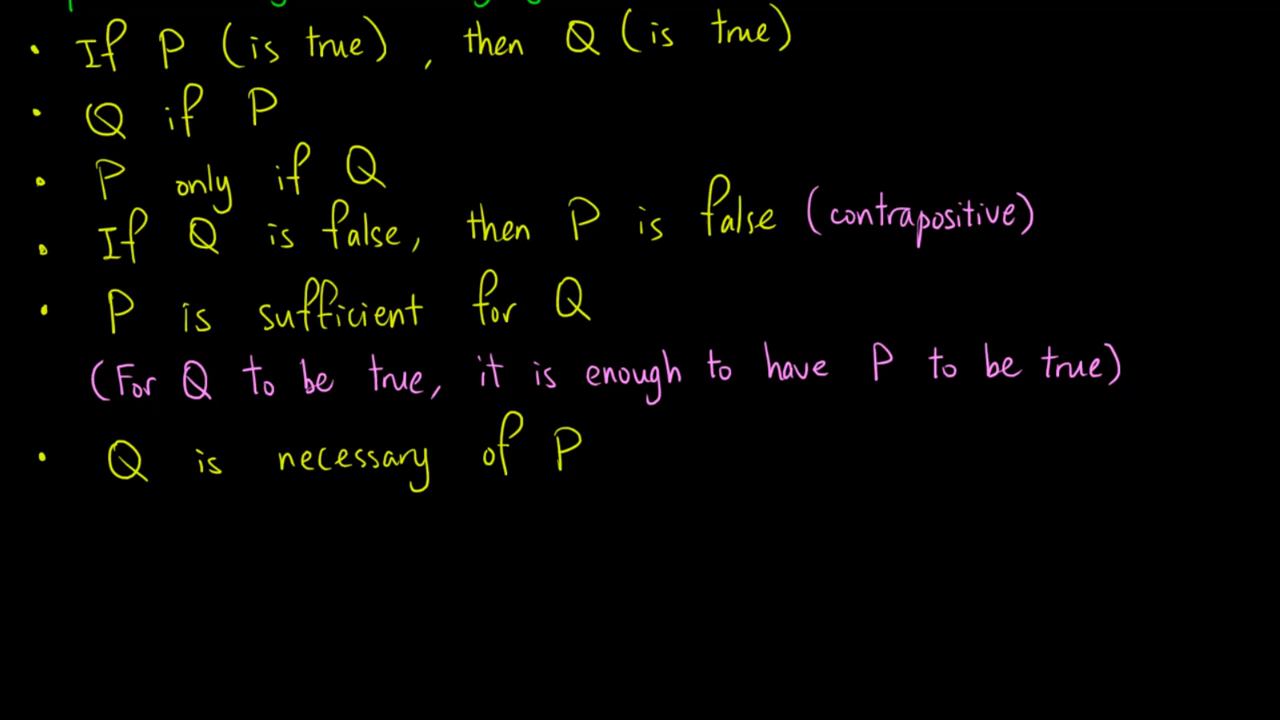 • If P (is true), then Q (is true)
• Q if P
• P only if Q
• If Q is false, then P is false (contrapositive)
• P is sufficient for Q
(For Q to be true, it is enough to have P to be true)
• Q is necessary of P